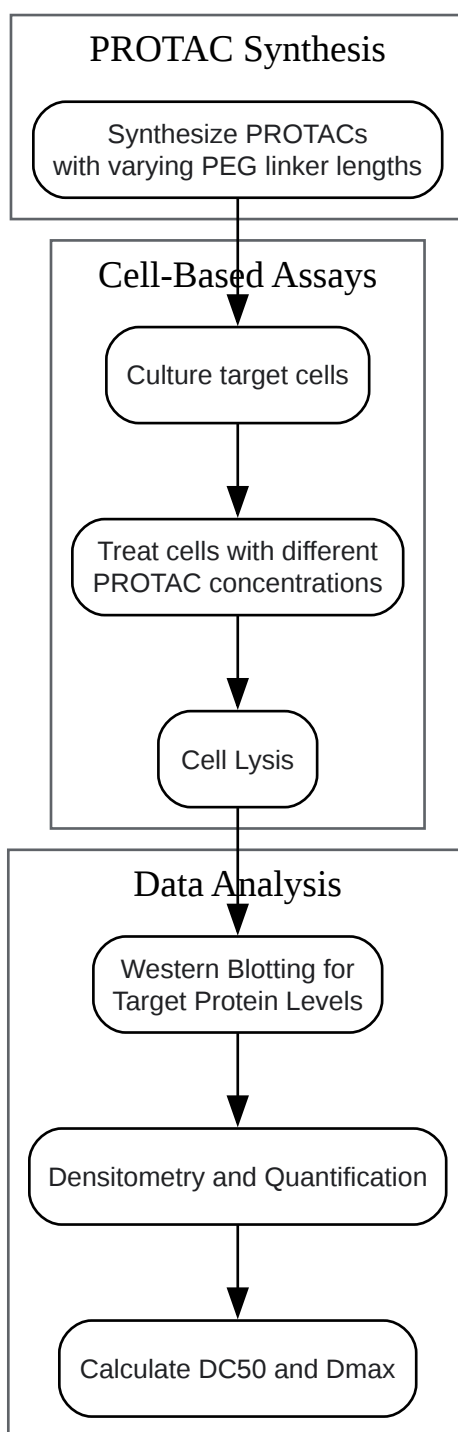 PROTAC Synthesis
Synthesize PROTACs
with varying PEG linker lengths
Cell-Based Assays
Culture target cells
Treat cells with different
PROTAC concentrations
Cell Lysis
Data Analysis
Western Blotting for
Target Protein Levels
Densitometry and Quantification
Calculate DC50 and Dmax